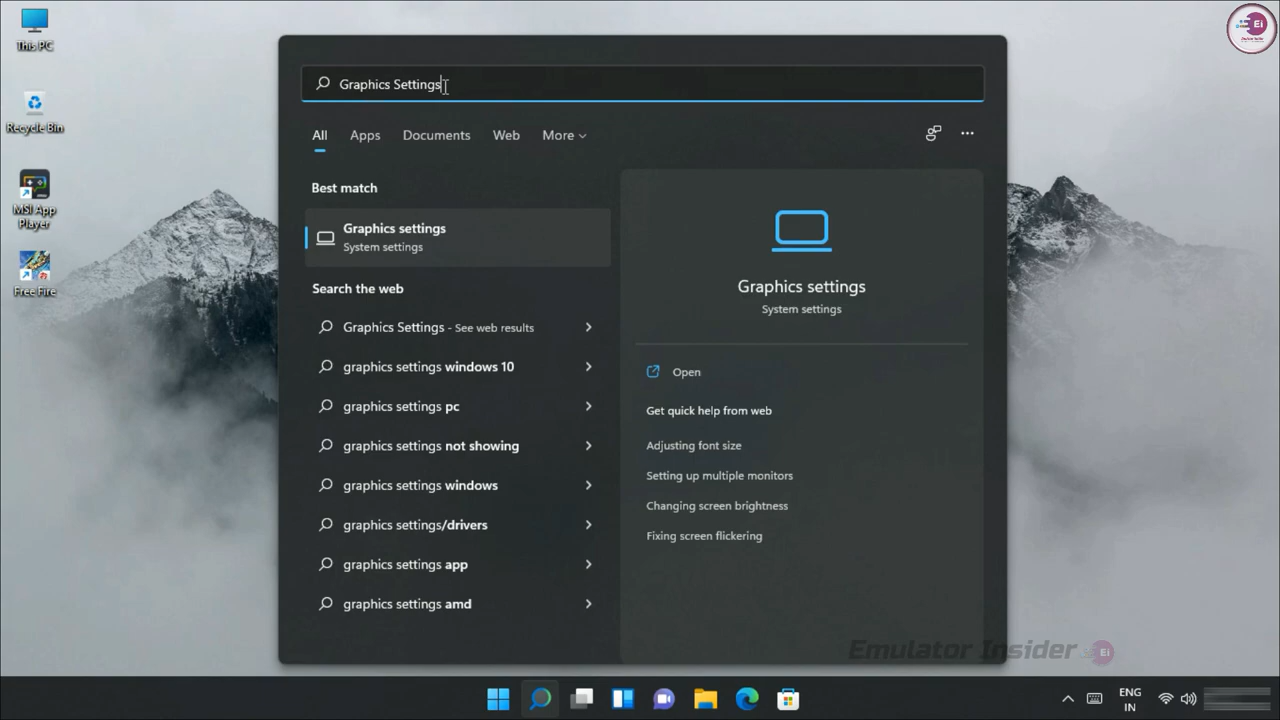 This PC
Recycle Bin
MSI App
Player
Free Fire
Ei
Graphics Settings
All
Apps
Documents
Web
More
Best match
Graphics settings
System settings
Search the web
Graphics Settings - See web results
graphics settings windows 10
graphics settings pc
graphics settings not showing
graphics settings windows
graphics settings/drivers
graphics settings app
graphics settings amd
Graphics settings
System settings
Open
Get quick help from web
Adjusting font size
Setting up multiple monitors
Changing screen brightness
Fixing screen flickering
Emulator Insider Ei
ENG
IN